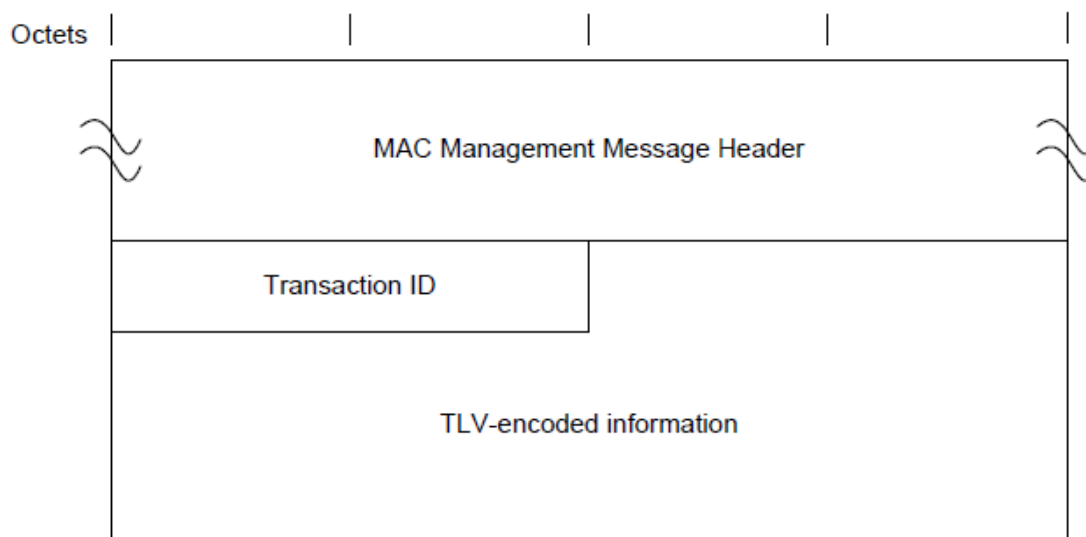 Octets
MAC Management Message Header
Transaction ID
TLV-encoded information